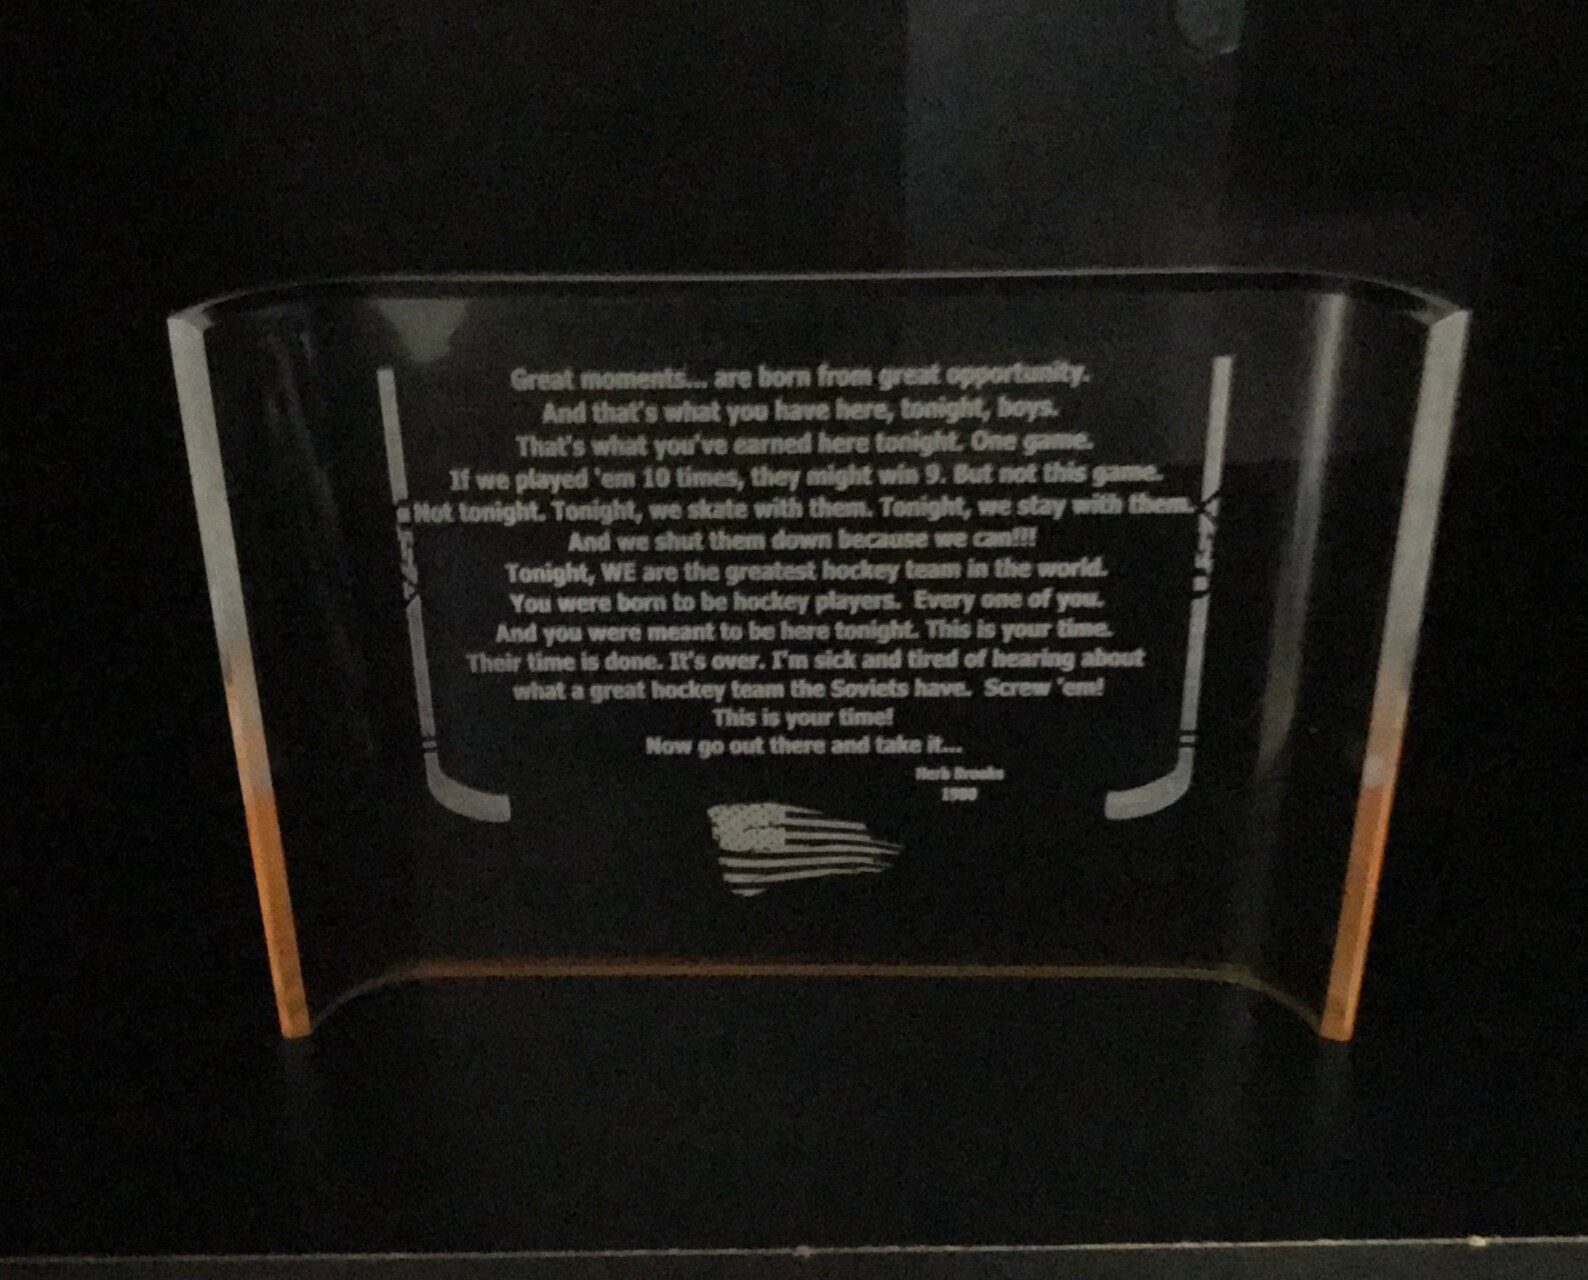 Great moments... are born from great opportunity.
And that's what you have here, tonight, boys.
That's what you've earned here tonight. One game.
If we played 'em 10 times, they might win 9. But not this game.
Not tonight. Tonight, we skate with them. Tonight, we stay with them.
And we shut them down because we can!!!
Tonight, WE are the greatest hockey team in the world.
You were born to be hockey players.  Every one of you.
And you were meant to be here tonight. This is your time.
Their time is done. It's over. I'm sick and tired of hearing about
what a great hockey team the Soviets have.  Screw 'em!
This is your time!
Now go out there and take it...
Herb Brooks
1980
USA
USA